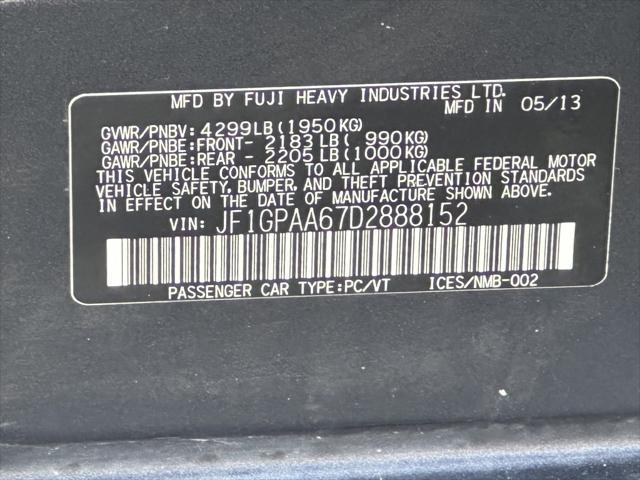 MFD BY FUJI HEAVY INDUSTRIES LTD.
MFD IN 05/13
GVWR/PNBV: 4299LB (1950KG)
GAWR/PNBE:FRONT- 2183 LB ( 990KG)
GAWR/PNBE:REAR - 2205 LB (1000KG)
THIS VEHICLE CONFORMS TO ALL APPLICABLE FEDERAL MOTOR
VEHICLE SAFETY, BUMPER, AND THEFT PREVENTION STANDARDS
IN EFFECT ON THE DATE OF MANUFACTURE SHOWN ABOVE.
VIN: JF1GPAA67D2888152
PASSENGER CAR TYPE:PC/VT ICES/NMB-002